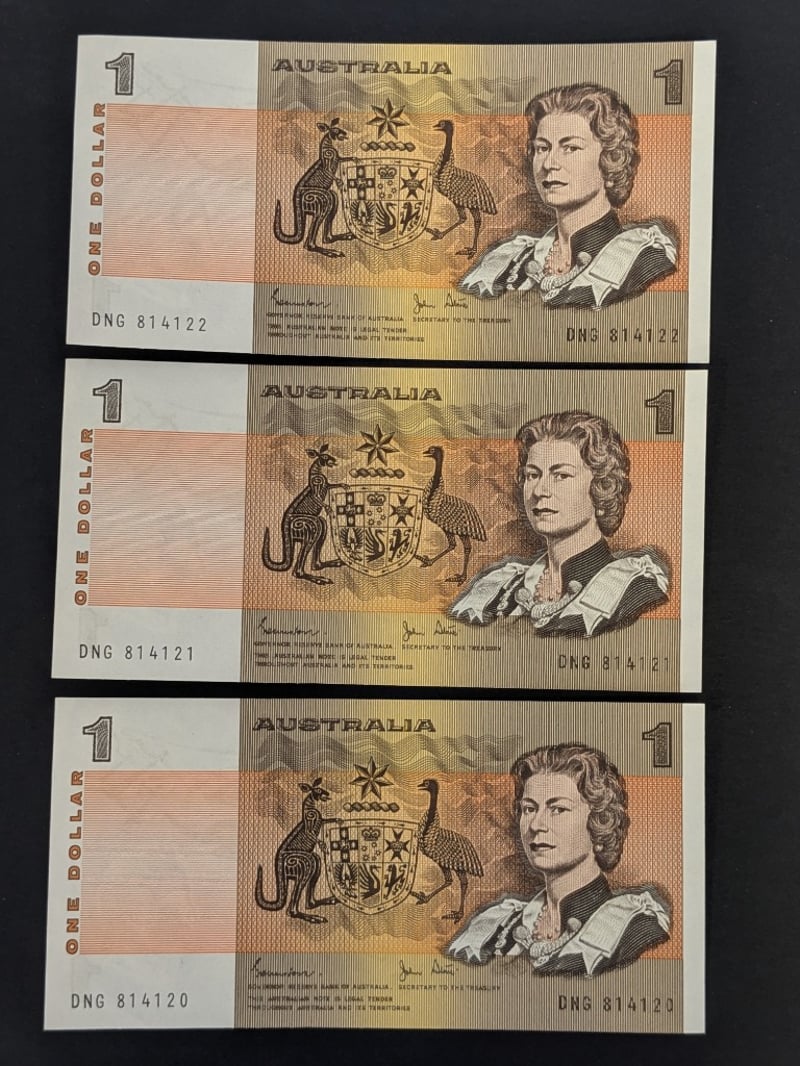 1
AUSTRALIA
1
ONE DOLLAR
GOVERNOR RESERVE BANK OF AUSTRALIA. SECRETARY TO THE TREASURY
THIS AUSTRALIAN NOTE IS LEGAL TENDER
THROUGHOUT AUSTRALIA AND ITS TERRITORIES
DNG 814122
DNG 814122
1
AUSTRALIA
1
ONE DOLLAR
GOVERNOR RESERVE BANK OF AUSTRALIA. SECRETARY TO THE TREASURY
THIS AUSTRALIAN NOTE IS LEGAL TENDER
THROUGHOUT AUSTRALIA AND ITS TERRITORIES
DNG 814121
DNG 814121
1
AUSTRALIA
1
ONE DOLLAR
GOVERNOR RESERVE BANK OF AUSTRALIA. SECRETARY TO THE TREASURY
THIS AUSTRALIAN NOTE IS LEGAL TENDER
THROUGHOUT AUSTRALIA AND ITS TERRITORIES
DNG 814120
DNG 814120